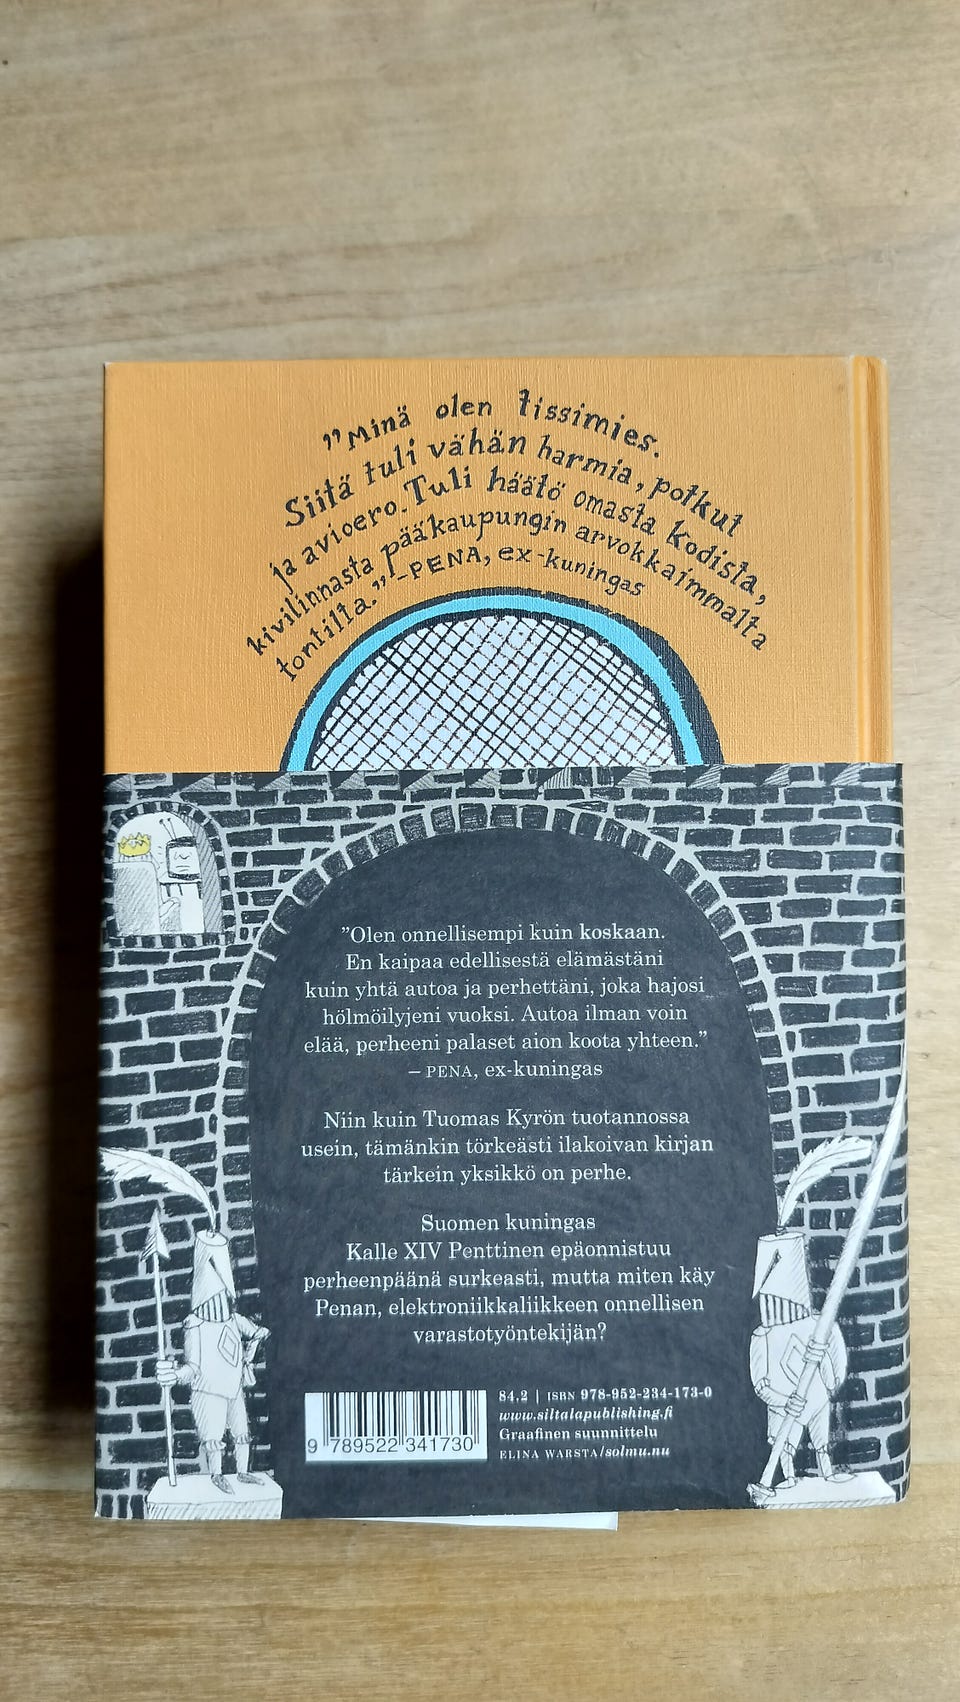 ”Minä olen tissimies.
Siitä tuli vähän harmia, potkut
ja avioero. Tuli häätö omasta kodista,
kivilinnasta pääkaupungin arvokkaimmalta
tontilta.” –PENA, ex-kuningas
”Olen onnellisempi kuin koskaan.
En kaipaa edellisestä elämästäni
kuin yhtä autoa ja perhettäni, joka hajosi
hölmöilyjeni vuoksi. Autoa ilman voin
elää, perheeni palaset aion koota yhteen.”
– PENA, ex-kuningas
Niin kuin Tuomas Kyrön tuotannossa
usein, tämänkin törkeästi ilakoivan kirjan
tärkein yksikkö on perhe.
Suomen kuningas
Kalle XIV Penttinen epäonnistuu
perheenpäänä surkeasti, mutta miten käy
Penan, elektroniikkaliikkeen onnellisen
varastotyöntekijän?
84.2 | ISBN 978-952-234-173-0
www.siltalapublishing.fi
Graafinen suunnittelu
ELINA WARSTA/solmu.nu
9 789522 341730